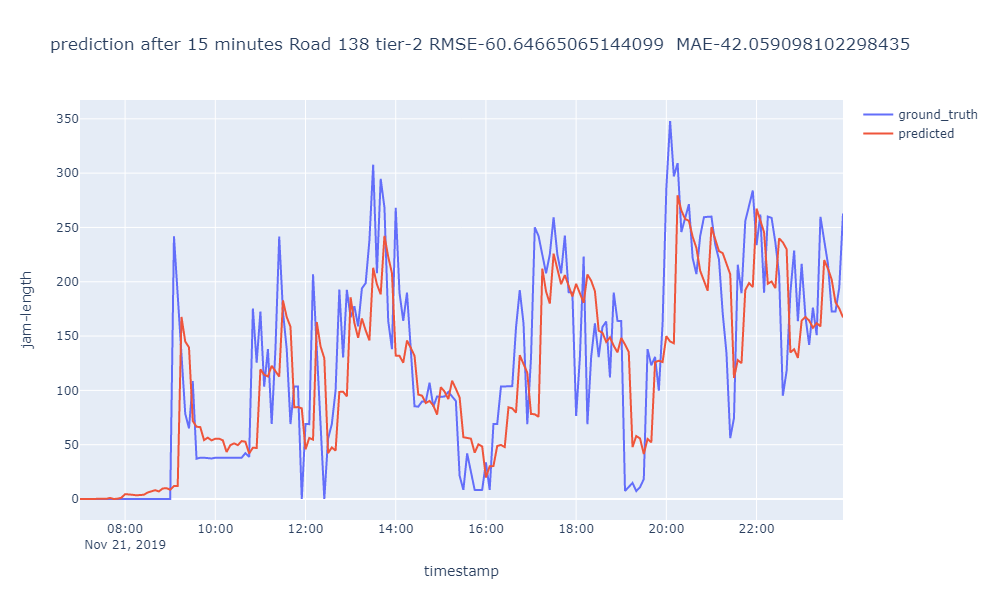 prediction after 15 minutes Road 138 tier-2 RMSE-60.64665065144099  MAE-42.059098102298435
ground_truth
predicted
350
300
250
200
150
100
50
0
jam-length
08:00 10:00 12:00 14:00 16:00 18:00 20:00 22:00
Nov 21, 2019
timestamp